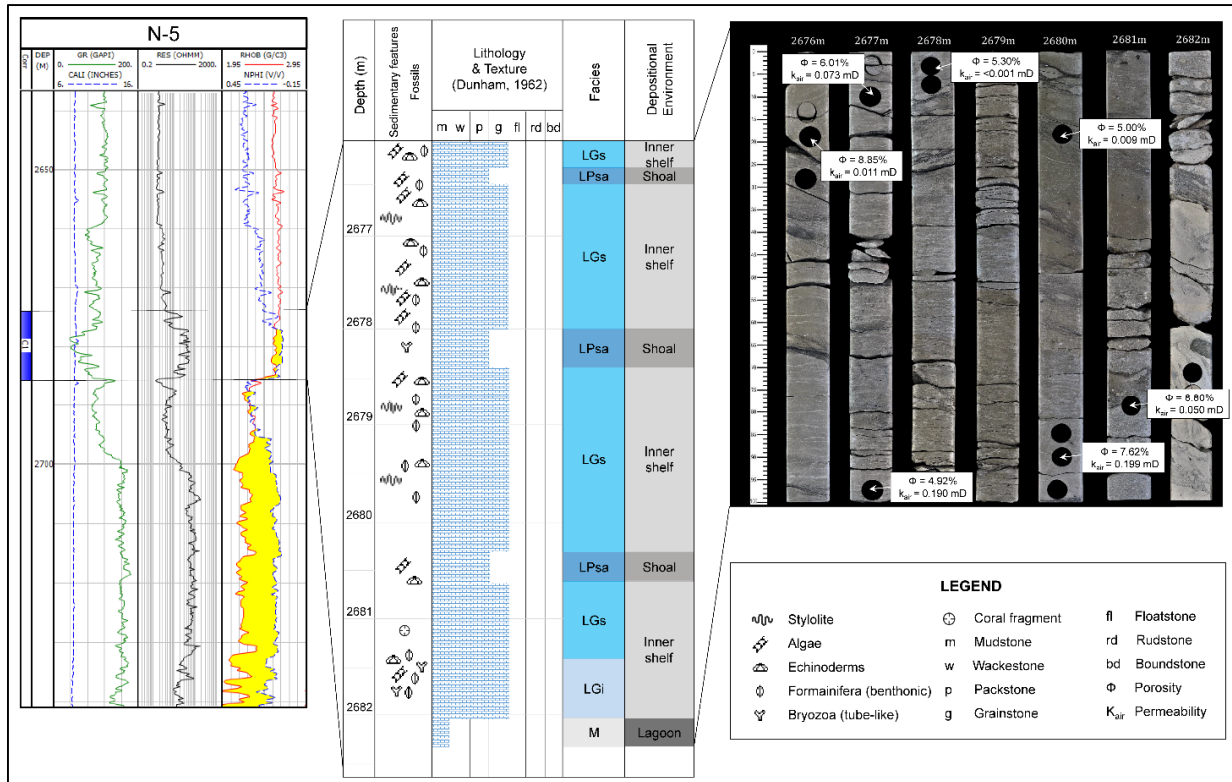 N-5
Corr
DEP
(M)
GR (GAPI)
0. 200.
CALI (INCHES)
6. 16.
RES (OHMM)
0.2 2000.
RHOB (G/C3)
1.95 2.95
NPHI (V/V)
0.45 -0.15
2650
2700
C1
Depth (m)
Sedimentary features
Fossils
Lithology
& Texture
(Dunham, 1962)
m w p g fl rd bd
Facies
Depositional
Environment
LGs
Inner
shelf
LPsa
Shoal
2677
LGs
Inner
shelf
2678
LPsa
Shoal
2679
LGs
Inner
shelf
2680
LPsa
Shoal
2681
LGs
Inner
shelf
LGi
2682
M
Lagoon
2676m 2677m 2678m 2679m 2680m 2681m 2682m
Φ = 6.01%
kair = 0.073 mD
Φ = 5.30%
kair = <0.001 mD
Φ = 8.85%
kair = 0.011 mD
Φ = 5.00%
kair = 0.009 mD
Φ = 8.80%
kair = 0.050 mD
Φ = 7.62%
kair = 0.199 mD
Φ = 4.92%
kair = 0.190 mD
LEGEND
Stylolite
Algae
Echinoderms
Formainifera (benthonic)
Bryozoa (tube-like)
Coral fragment
m Mudstone
w Wackestone
p Packstone
g Grainstone
fl Floatstone
rd Rudstone
bd Boundstone
Φ Porosity
Kair Permeability